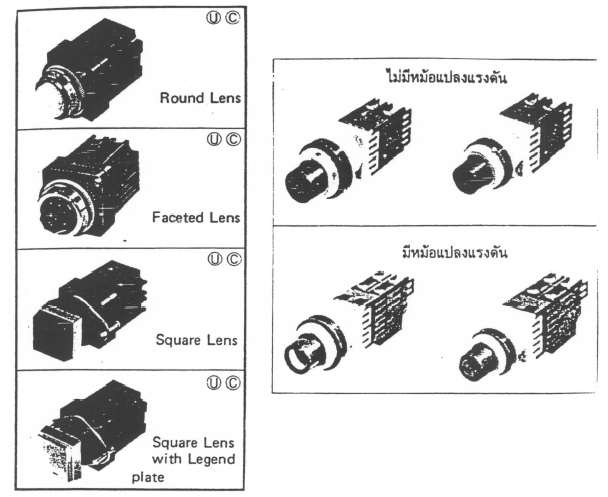 Ⓤ Ⓒ
Round Lens
Ⓤ Ⓒ
Faceted Lens
Ⓤ Ⓒ
Square Lens
Ⓤ Ⓒ
Square Lens
with Legend
plate
ไม่มีหม้อแปลงแรงดัน
มีหม้อแปลงแรงดัน